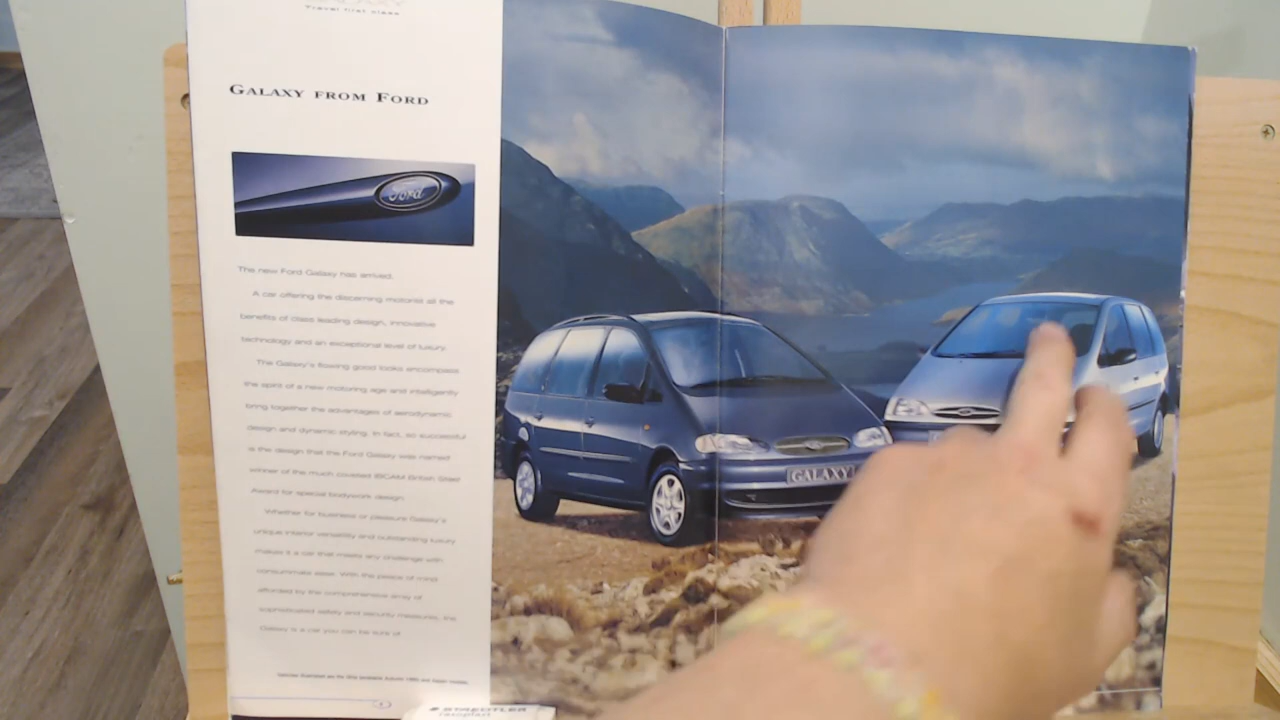 Travel first class
GALAXY FROM FORD
Ford
The new Ford Galaxy has arrived.
A car offering the discerning motorist all the
benefits of class leading design, innovative
technology and an exceptional level of luxury.
The Galaxy's flowing good looks encompass
the spirit of a new motoring age and intelligently
bring together the advantages of aerodynamic
design and dynamic styling. In fact, so successful
is the design that the Ford Galaxy was named
winner of the much coveted IBCAM British Steel
Award for special bodywork design.
Whether for business or pleasure Galaxy's
unique interior versatility and outstanding luxury
makes it a car that meets any challenge with
consummate ease. With the peace of mind
afforded by the comprehensive array of
sophisticated safety and security measures, the
Galaxy is a car you can be sure of.
GALAXY
STAEDTLER
rasoplast